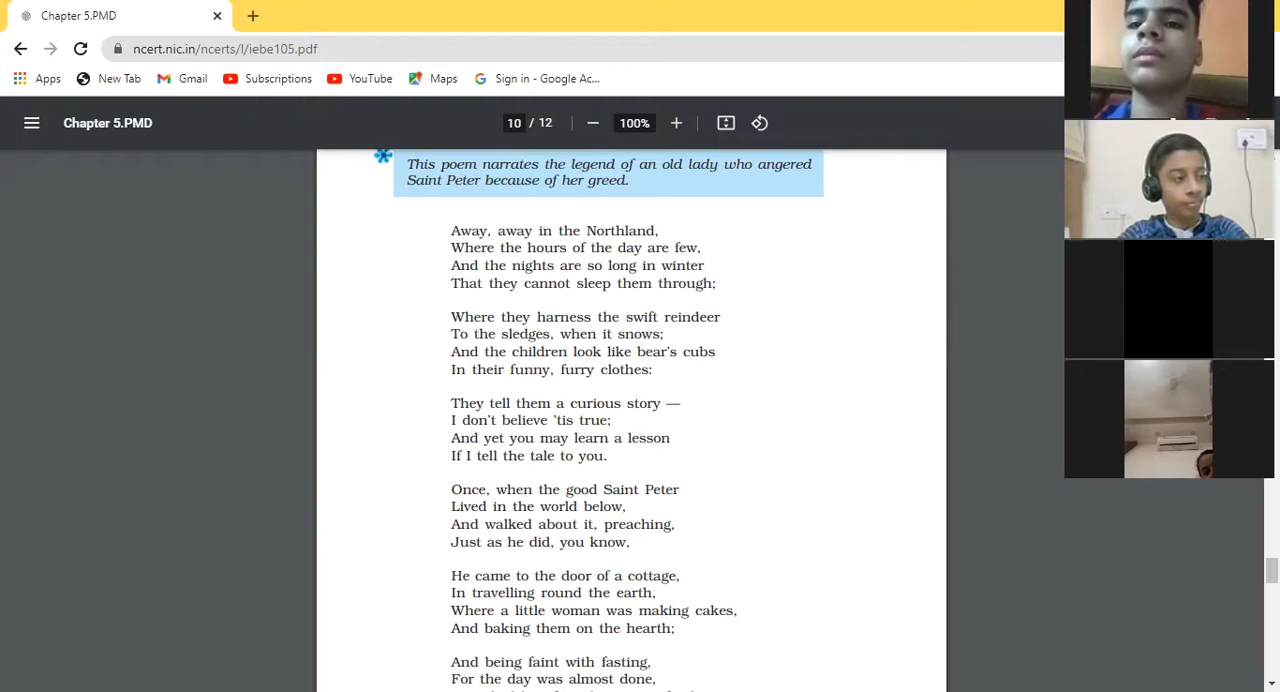 Chapter 5.PMD
ncert.nic.in/ncerts/l/iebe105.pdf
Apps New Tab Gmail Subscriptions YouTube Maps Sign in - Google Ac...
Chapter 5.PMD 10 / 12 100%
This poem narrates the legend of an old lady who angered
Saint Peter because of her greed.
Away, away in the Northland,
Where the hours of the day are few,
And the nights are so long in winter
That they cannot sleep them through;
Where they harness the swift reindeer
To the sledges, when it snows;
And the children look like bear's cubs
In their funny, furry clothes:
They tell them a curious story —
I don't believe 'tis true;
And yet you may learn a lesson
If I tell the tale to you.
Once, when the good Saint Peter
Lived in the world below,
And walked about it, preaching,
Just as he did, you know,
He came to the door of a cottage,
In travelling round the earth,
Where a little woman was making cakes,
And baking them on the hearth;
And being faint with fasting,
For the day was almost done,